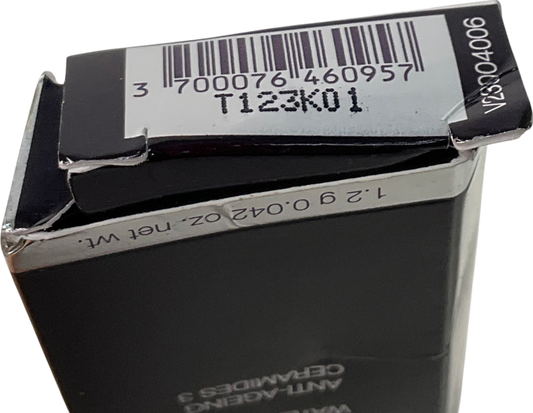 3 700076 460957
T123K01
V23004006
1.2 g 0.042 oz. net wt.
ANTI-AGEING
CERAMIDES 3